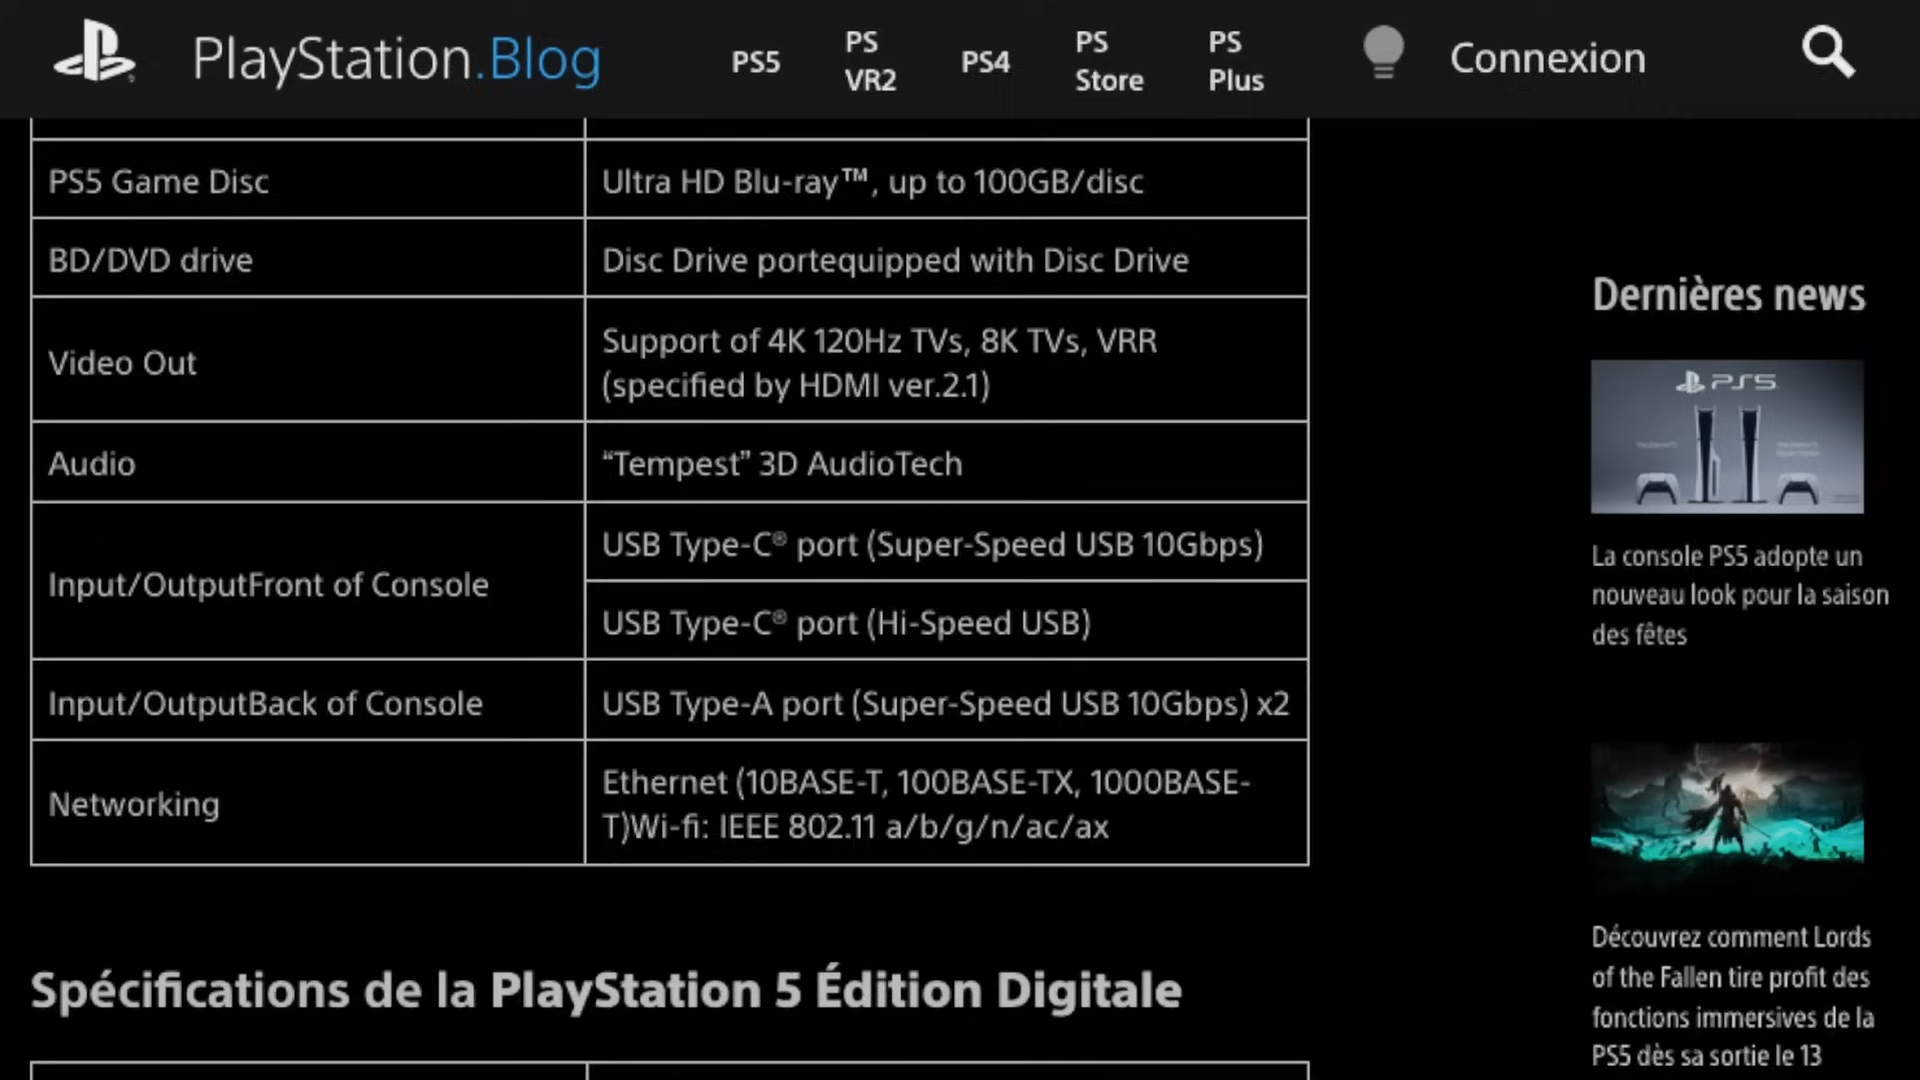 PlayStation.Blog
PS5
PS
VR2
PS4
PS
Store
PS
Plus
Connexion
PS5 Game Disc
Ultra HD Blu-ray™, up to 100GB/disc
BD/DVD drive
Disc Drive portequipped with Disc Drive
Video Out
Support of 4K 120Hz TVs, 8K TVs, VRR
(specified by HDMI ver.2.1)
Audio
“Tempest” 3D AudioTech
Input/OutputFront of Console
USB Type-C® port (Super-Speed USB 10Gbps)
USB Type-C® port (Hi-Speed USB)
Input/OutputBack of Console
USB Type-A port (Super-Speed USB 10Gbps) x2
Networking
Ethernet (10BASE-T, 100BASE-TX, 1000BASE-
T)Wi-fi: IEEE 802.11 a/b/g/n/ac/ax
Spécifications de la PlayStation 5 Édition Digitale
Dernières news
PS5
La console PS5 adopte un
nouveau look pour la saison
des fêtes
Découvrez comment Lords
of the Fallen tire profit des
fonctions immersives de la
PS5 dès sa sortie le 13